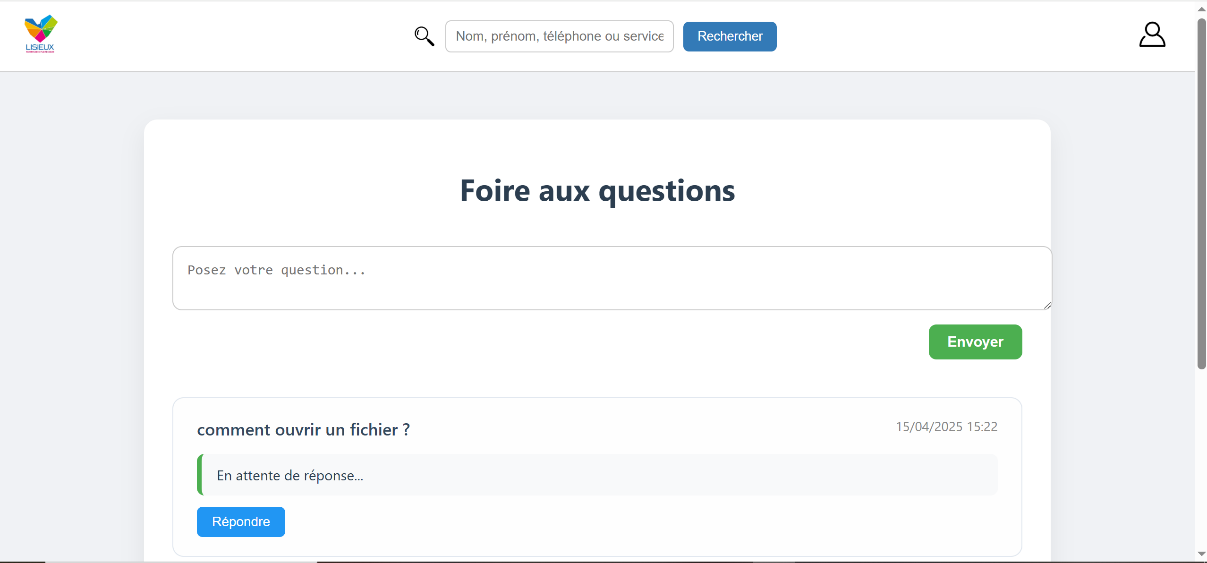 LISIEUX
Nom, prénom, téléphone ou service
Rechercher
Foire aux questions
Posez votre question...
Envoyer
comment ouvrir un fichier ?
15/04/2025 15:22
En attente de réponse...
Répondre